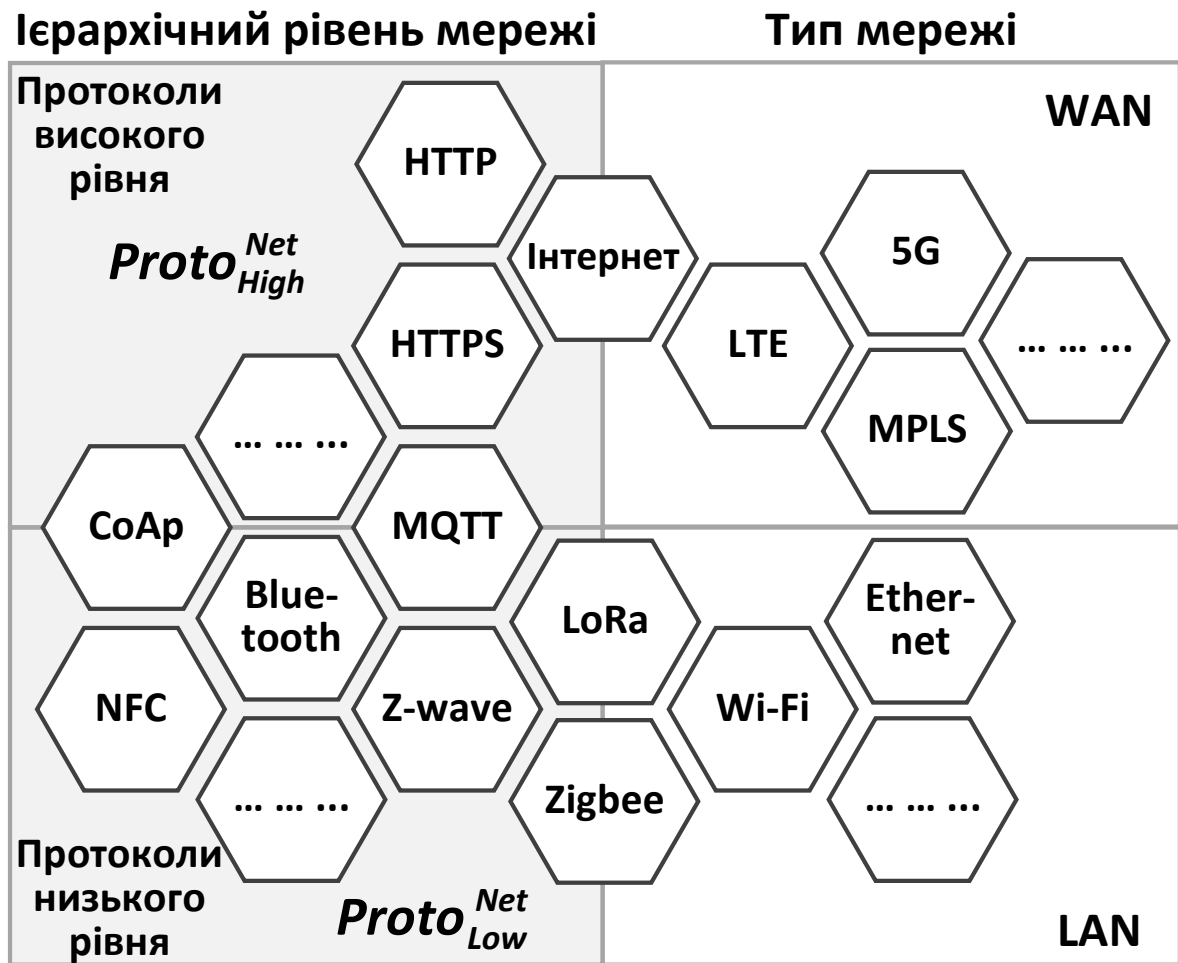 Ієрархічний рівень мережі
Тип мережі
Протоколи
високого
рівня
WAN
HTTP
Proto Net High
Інтернет
5G
HTTPS
LTE
... ... ...
... ... ...
MPLS
CoAp
MQTT
Blue-
tooth
LoRa
Ether-
net
NFC
Z-wave
Wi-Fi
... ... ...
Zigbee
... ... ...
Протоколи
низького
рівня
Proto Net Low
LAN